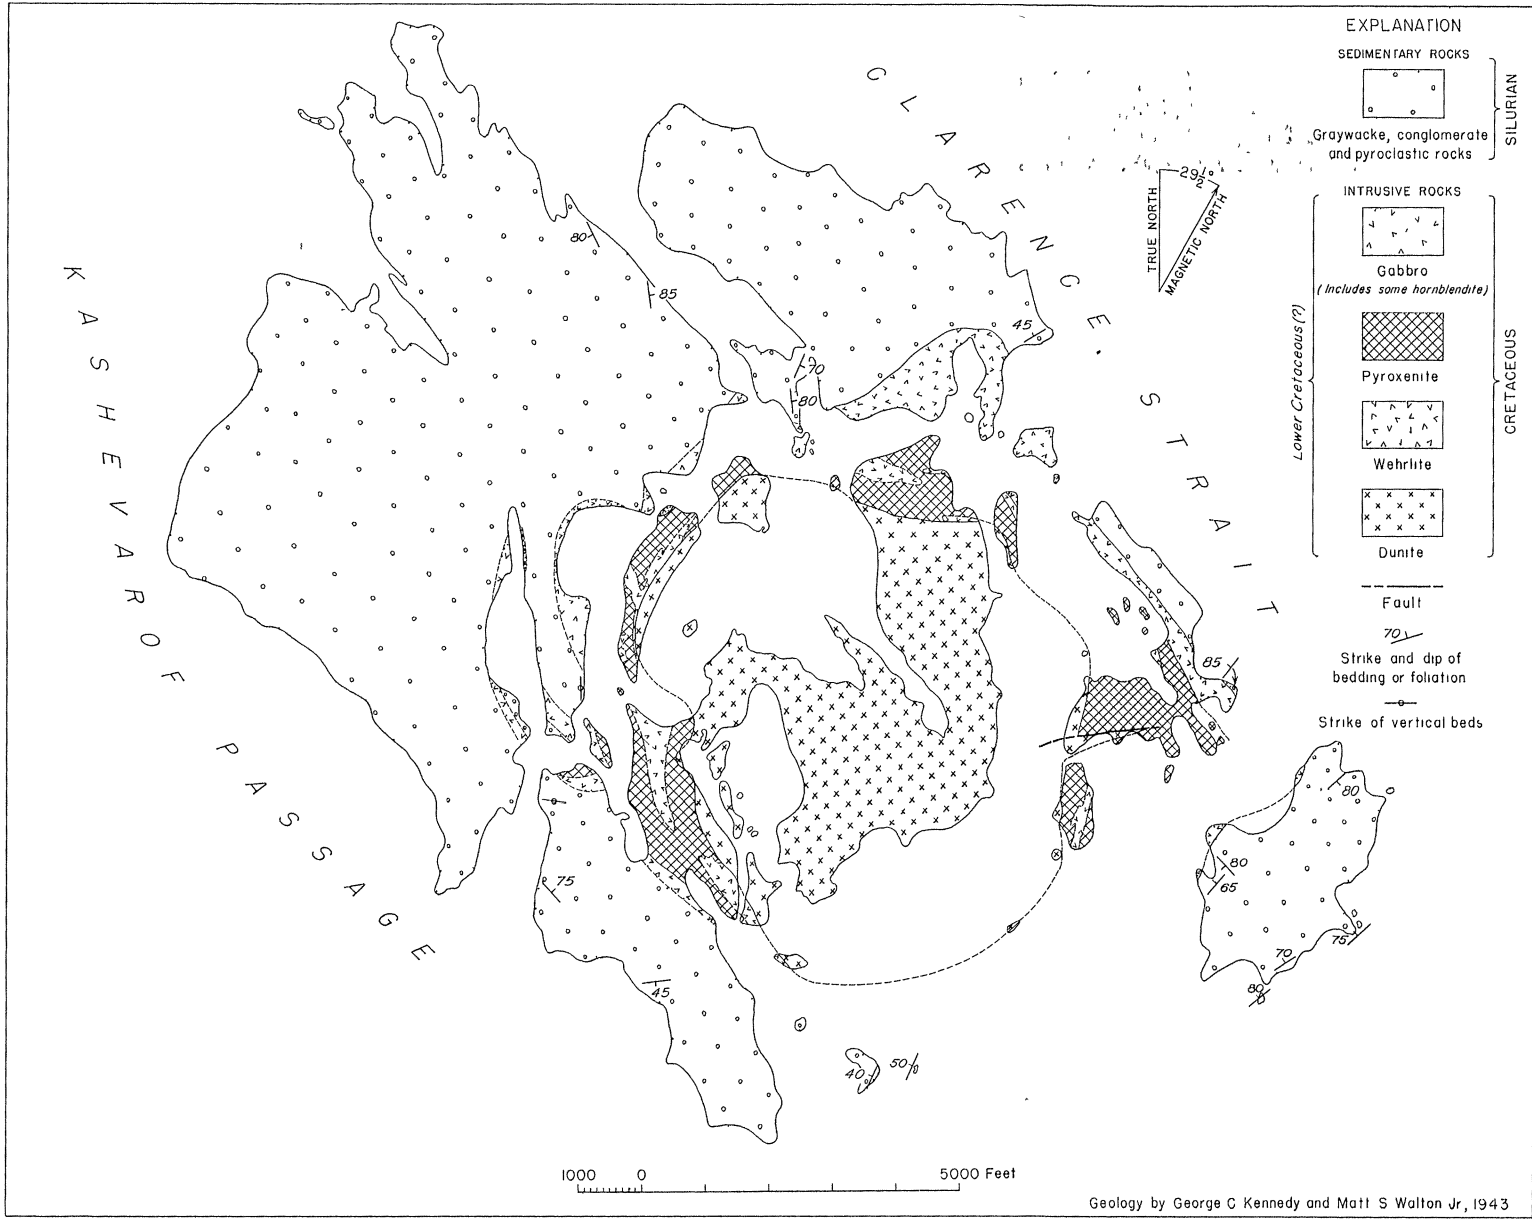 EXPLANATION
SEDIMENTARY ROCKS
Graywacke, conglomerate
and pyroclastic rocks
SILURIAN
INTRUSIVE ROCKS
Gabbro
(Includes some hornblendite)
Pyroxenite
Wehrlite
Dunite
Lower Cretaceous(?)
CRETACEOUS
Fault
70
Strike and dip of
bedding or foliation
Strike of vertical beds
CLARENCE STRAIT
KASHEVAROF PASSAGE
TRUE NORTH
MAGNETIC NORTH
29 1/2°
80
85
45
70
80
85
80
80
65
75
70
80
75
45
40
50
1000 0 5000 Feet
Geology by George C Kennedy and Matt S Walton Jr, 1943